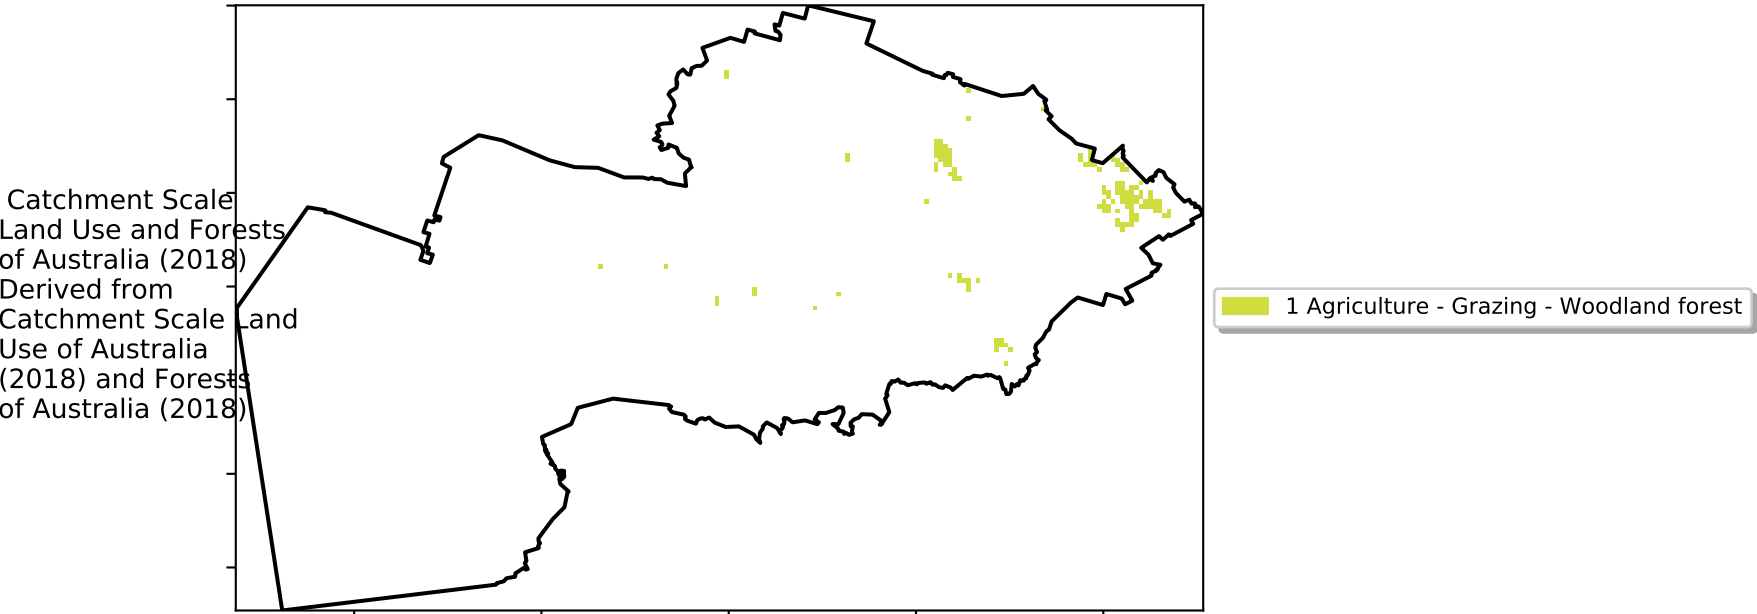 Catchment Scale
Land Use and Forests
of Australia (2018)
Derived from
Catchment Scale Land
Use of Australia
(2018) and Forests
of Australia (2018)
1 Agriculture - Grazing - Woodland forest